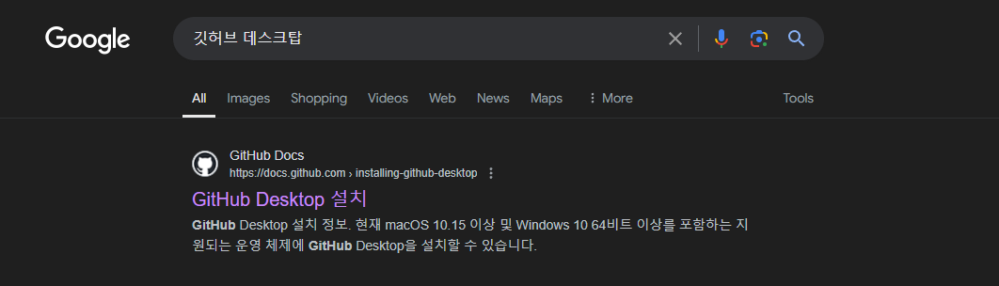 Google
깃허브 데스크탑
All Images Shopping Videos Web News Maps More Tools
GitHub Docs
https://docs.github.com › installing-github-desktop
GitHub Desktop 설치
GitHub Desktop 설치 정보. 현재 macOS 10.15 이상 및 Windows 10 64비트 이상를 포함하는 지
원되는 운영 체제에 GitHub Desktop을 설치할 수 있습니다.